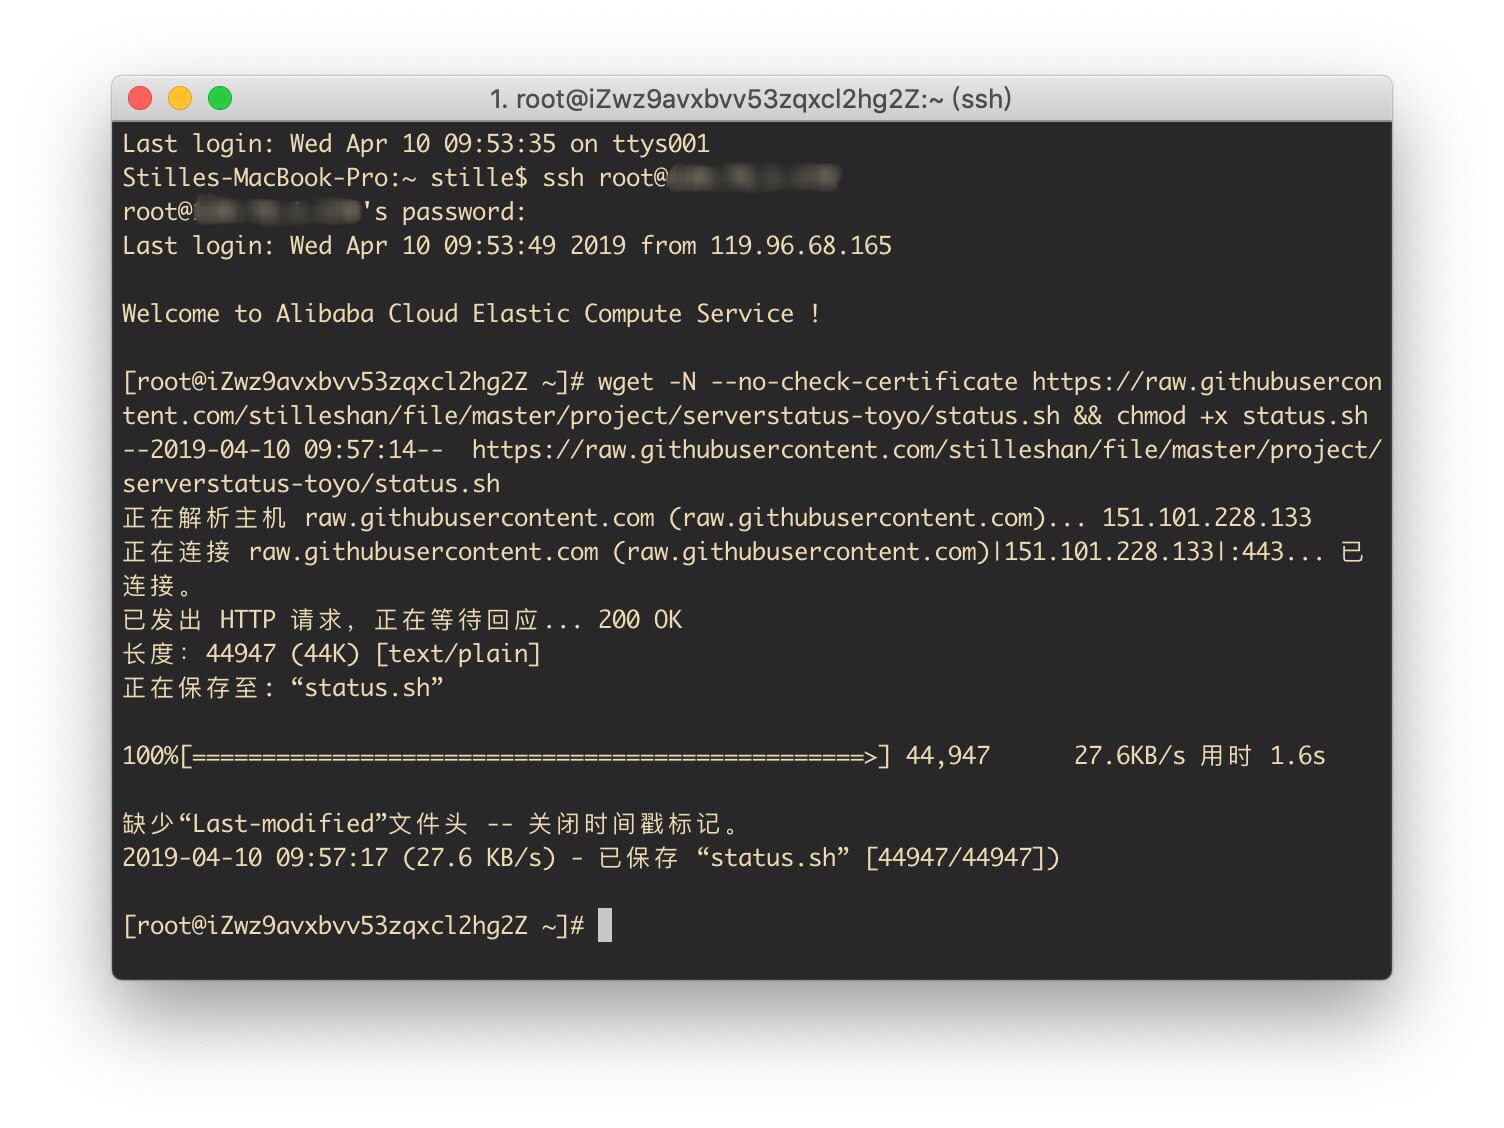 1. root@iZwz9avxbvv53zqxcl2hg2Z:~ (ssh)
Last login: Wed Apr 10 09:53:35 on ttys001
Stilles-MacBook-Pro:~ stille$ ssh root@
root@'s password:
Last login: Wed Apr 10 09:53:49 2019 from 119.96.68.165
Welcome to Alibaba Cloud Elastic Compute Service !
[root@iZwz9avxbvv53zqxcl2hg2Z ~]# wget -N --no-check-certificate https://raw.githubusercon
tent.com/stilleshan/file/master/project/serverstatus-toyo/status.sh && chmod +x status.sh
--2019-04-10 09:57:14--  https://raw.githubusercontent.com/stilleshan/file/master/project/
serverstatus-toyo/status.sh
正在解析主机 raw.githubusercontent.com (raw.githubusercontent.com)... 151.101.228.133
正在连接 raw.githubusercontent.com (raw.githubusercontent.com)|151.101.228.133|:443... 已
连接。
已发出 HTTP 请求，正在等待回应... 200 OK
长度：44947 (44K) [text/plain]
正在保存至: “status.sh”
100%[================================================>] 44,947      27.6KB/s 用时 1.6s
缺少“Last-modified”文件头 -- 关闭时间戳标记。
2019-04-10 09:57:17 (27.6 KB/s) - 已保存 “status.sh” [44947/44947])
[root@iZwz9avxbvv53zqxcl2hg2Z ~]#